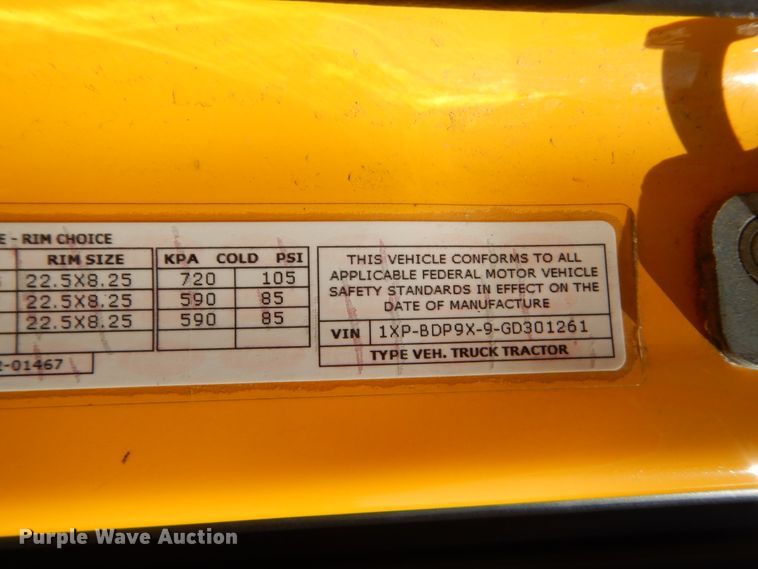 E - RIM CHOICE
RIM SIZE KPA COLD PSI
22.5X8.25 720 105
22.5X8.25 590 85
22.5X8.25 590 85
-01467
THIS VEHICLE CONFORMS TO ALL
APPLICABLE FEDERAL MOTOR VEHICLE
SAFETY STANDARDS IN EFFECT ON THE
DATE OF MANUFACTURE
VIN 1XP-BDP9X-9-GD301261
TYPE VEH. TRUCK TRACTOR
Purple Wave Auction